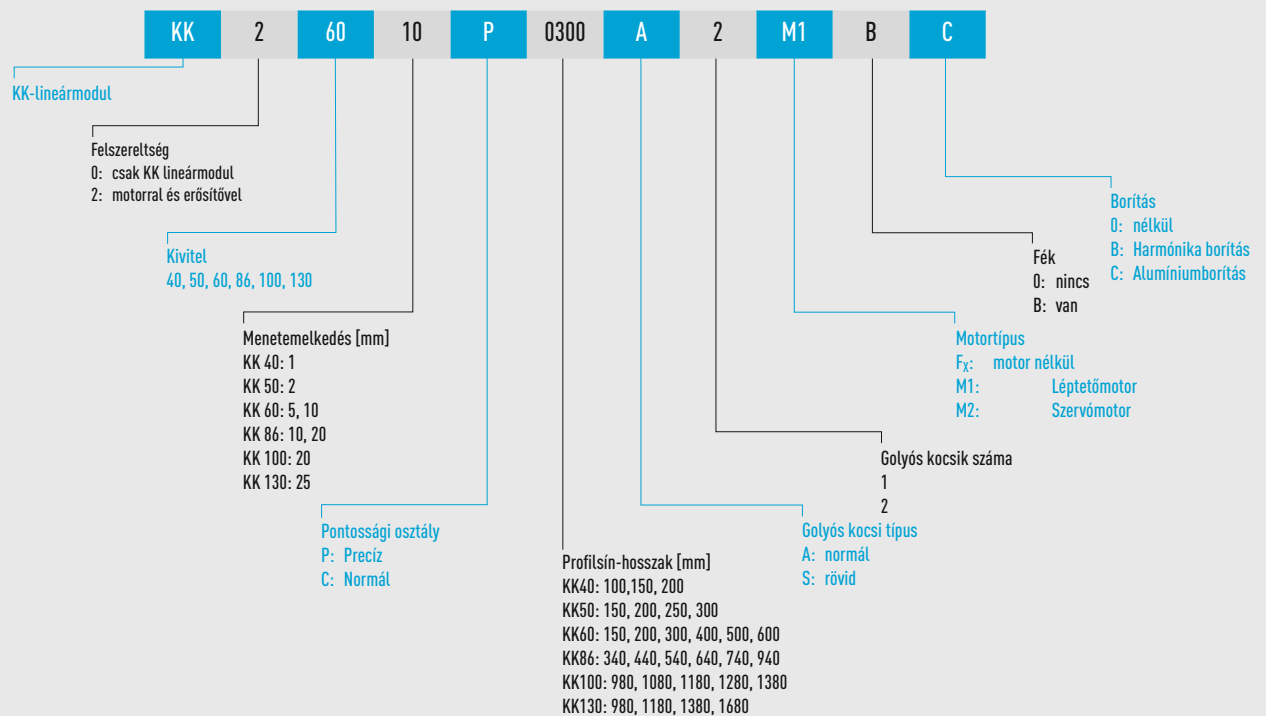 KK 2 60 10 P 0300 A 2 M1 B C
KK-lineármodul
Felszereltség
0: csak KK lineármodul
2: motorral és erősítővel
Kivitel
40, 50, 60, 86, 100, 130
Menetemelkedés [mm]
KK 40: 1
KK 50: 2
KK 60: 5, 10
KK 86: 10, 20
KK 100: 20
KK 130: 25
Pontossági osztály
P: Precíz
C: Normál
Profilsín-hosszak [mm]
KK40: 100,150, 200
KK50: 150, 200, 250, 300
KK60: 150, 200, 300, 400, 500, 600
KK86: 340, 440, 540, 640, 740, 940
KK100: 980, 1080, 1180, 1280, 1380
KK130: 980, 1180, 1380, 1680
Golyós kocsi típus
A: normál
S: rövid
Golyós kocsik száma
1
2
Motortípus
FX: motor nélkül
M1: Léptetőmotor
M2: Szervómotor
Fék
0: nincs
B: van
Borítás
0: nélkül
B: Harmónika borítás
C: Alumíniumborítás